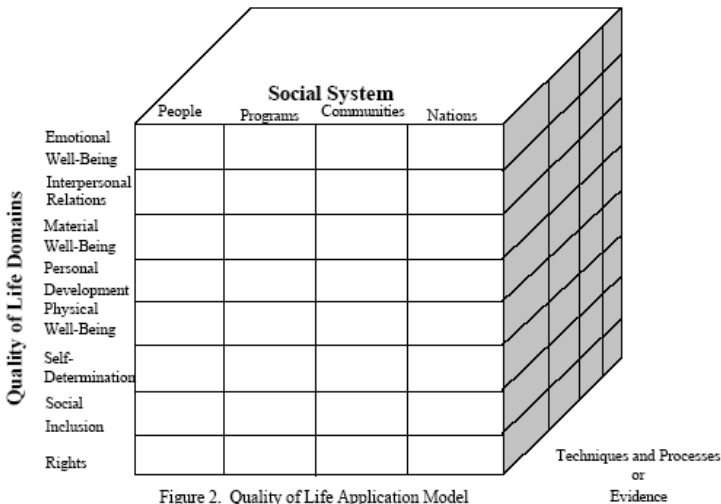 Social System
People
Programs
Communities
Nations
Quality of Life Domains
Emotional
Well-Being
Interpersonal
Relations
Material
Well-Being
Personal
Development
Physical
Well-Being
Self-
Determination
Social
Inclusion
Rights
Techniques and Processes
or
Evidence
Figure 2. Quality of Life Application Model